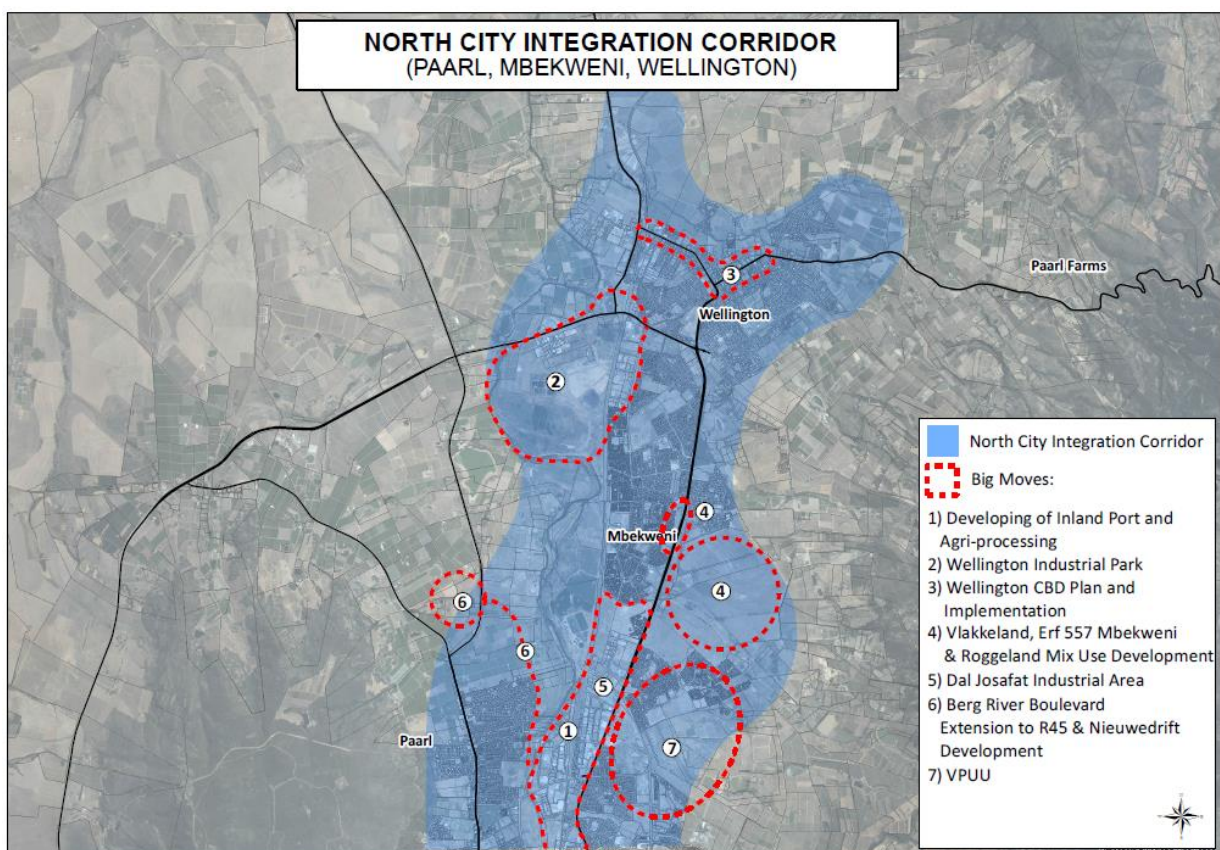 NORTH CITY INTEGRATION CORRIDOR
(PAARL, MBEKWENI, WELLINGTON)
Paarl Farms
3
Wellington
2
4
Mbekweni
4
6
6
5
1
Paarl
7
North City Integration Corridor
Big Moves:
1) Developing of Inland Port and
Agri-processing
2) Wellington Industrial Park
3) Wellington CBD Plan and
Implementation
4) Vlakkeland, Erf 557 Mbekweni
& Roggeland Mix Use Development
5) Dal Josafat Industrial Area
6) Berg River Boulevard
Extension to R45 & Nieuwedrift
Development
7) VPUU